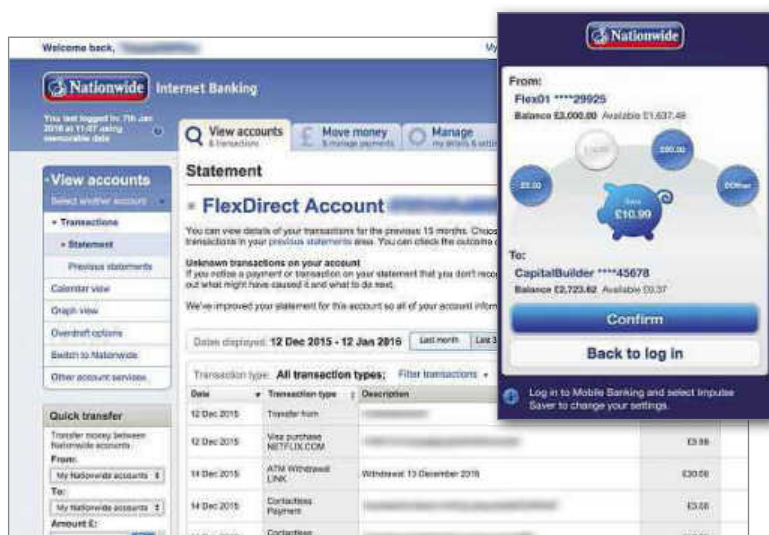 Welcome back,
My
Nationwide
Internet Banking
You last logged in: 7th Jan
2016 at 11:07 using
memorable data
View accounts
& transactions
Move money
& manage payments
Manage
my details & settin
View accounts
Select another account
Transactions
Statement
Previous statements
Calendar view
Graph view
Overdraft options
Switch to Nationwide
Other account services
Quick transfer
Transfer money between
Nationwide accounts
From:
My Nationwide accounts
To:
My Nationwide accounts
Amount £:
Statement
FlexDirect Account
You can view details of your transactions for the previous 15 months. Choos
transactions in your previous statements area. You can check the outcome
Unknown transactions on your account
If you notice a payment or transaction on your statement that you don't reco
out what might have caused it and what to do next.
We've improved your statement for this account so all of your account inform
Dates displayed: 12 Dec 2015 - 12 Jan 2016
Last month
Last 3
Transaction type: All transaction types;
Filter transactions
Date
Transaction type
Description
12 Dec 2015
Transfer from
12 Dec 2015
Visa purchase
NETFLIX.COM
14 Dec 2015
ATM Withdrawal
LINK
Withdrawal 13 December 2015
14 Dec 2015
Contactless
Payment
Contactless
Nationwide
From:
Flex01 ****29925
Balance £3,000.00 Available £1,637.48
£Other
Save
£10.99
To:
CapitalBuilder ****45678
Balance £2,723.62 Available £0.37
Confirm
Back to log in
Log in to Mobile Banking and select Impulse
Saver to change your settings.